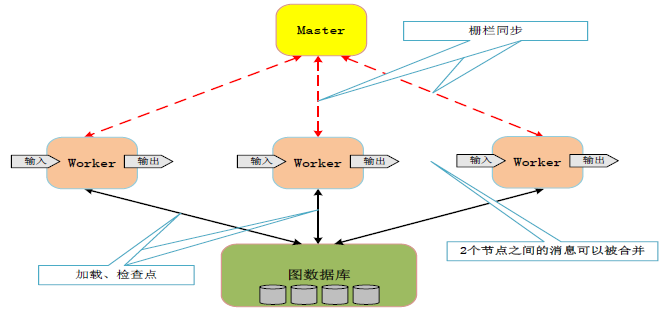 Master
栅栏同步
输入
Worker
输出
输入
Worker
输出
输入
Worker
输出
加载、检查点
2个节点之间的消息可以被合并
图数据库